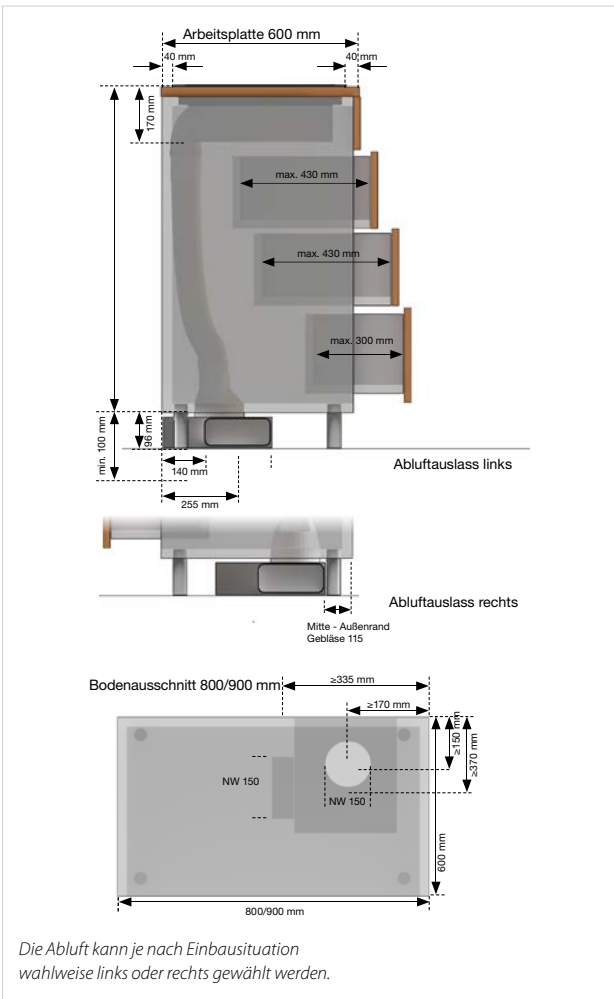 Arbeitsplatte 600 mm
40 mm
40 mm
170 mm
max. 430 mm
max. 430 mm
max. 300 mm
min. 100 mm
96 mm
140 mm
255 mm
Abluftauslass links
Abluftauslass rechts
Mitte - Außenrand
Gebläse 115
Bodenausschnitt 800/900 mm
≥335 mm
≥170 mm
≥150 mm
≥370 mm
NW 150
NW 150
600 mm
800/900 mm
Die Abluft kann je nach Einbausituation
wahlweise links oder rechts gewählt werden.